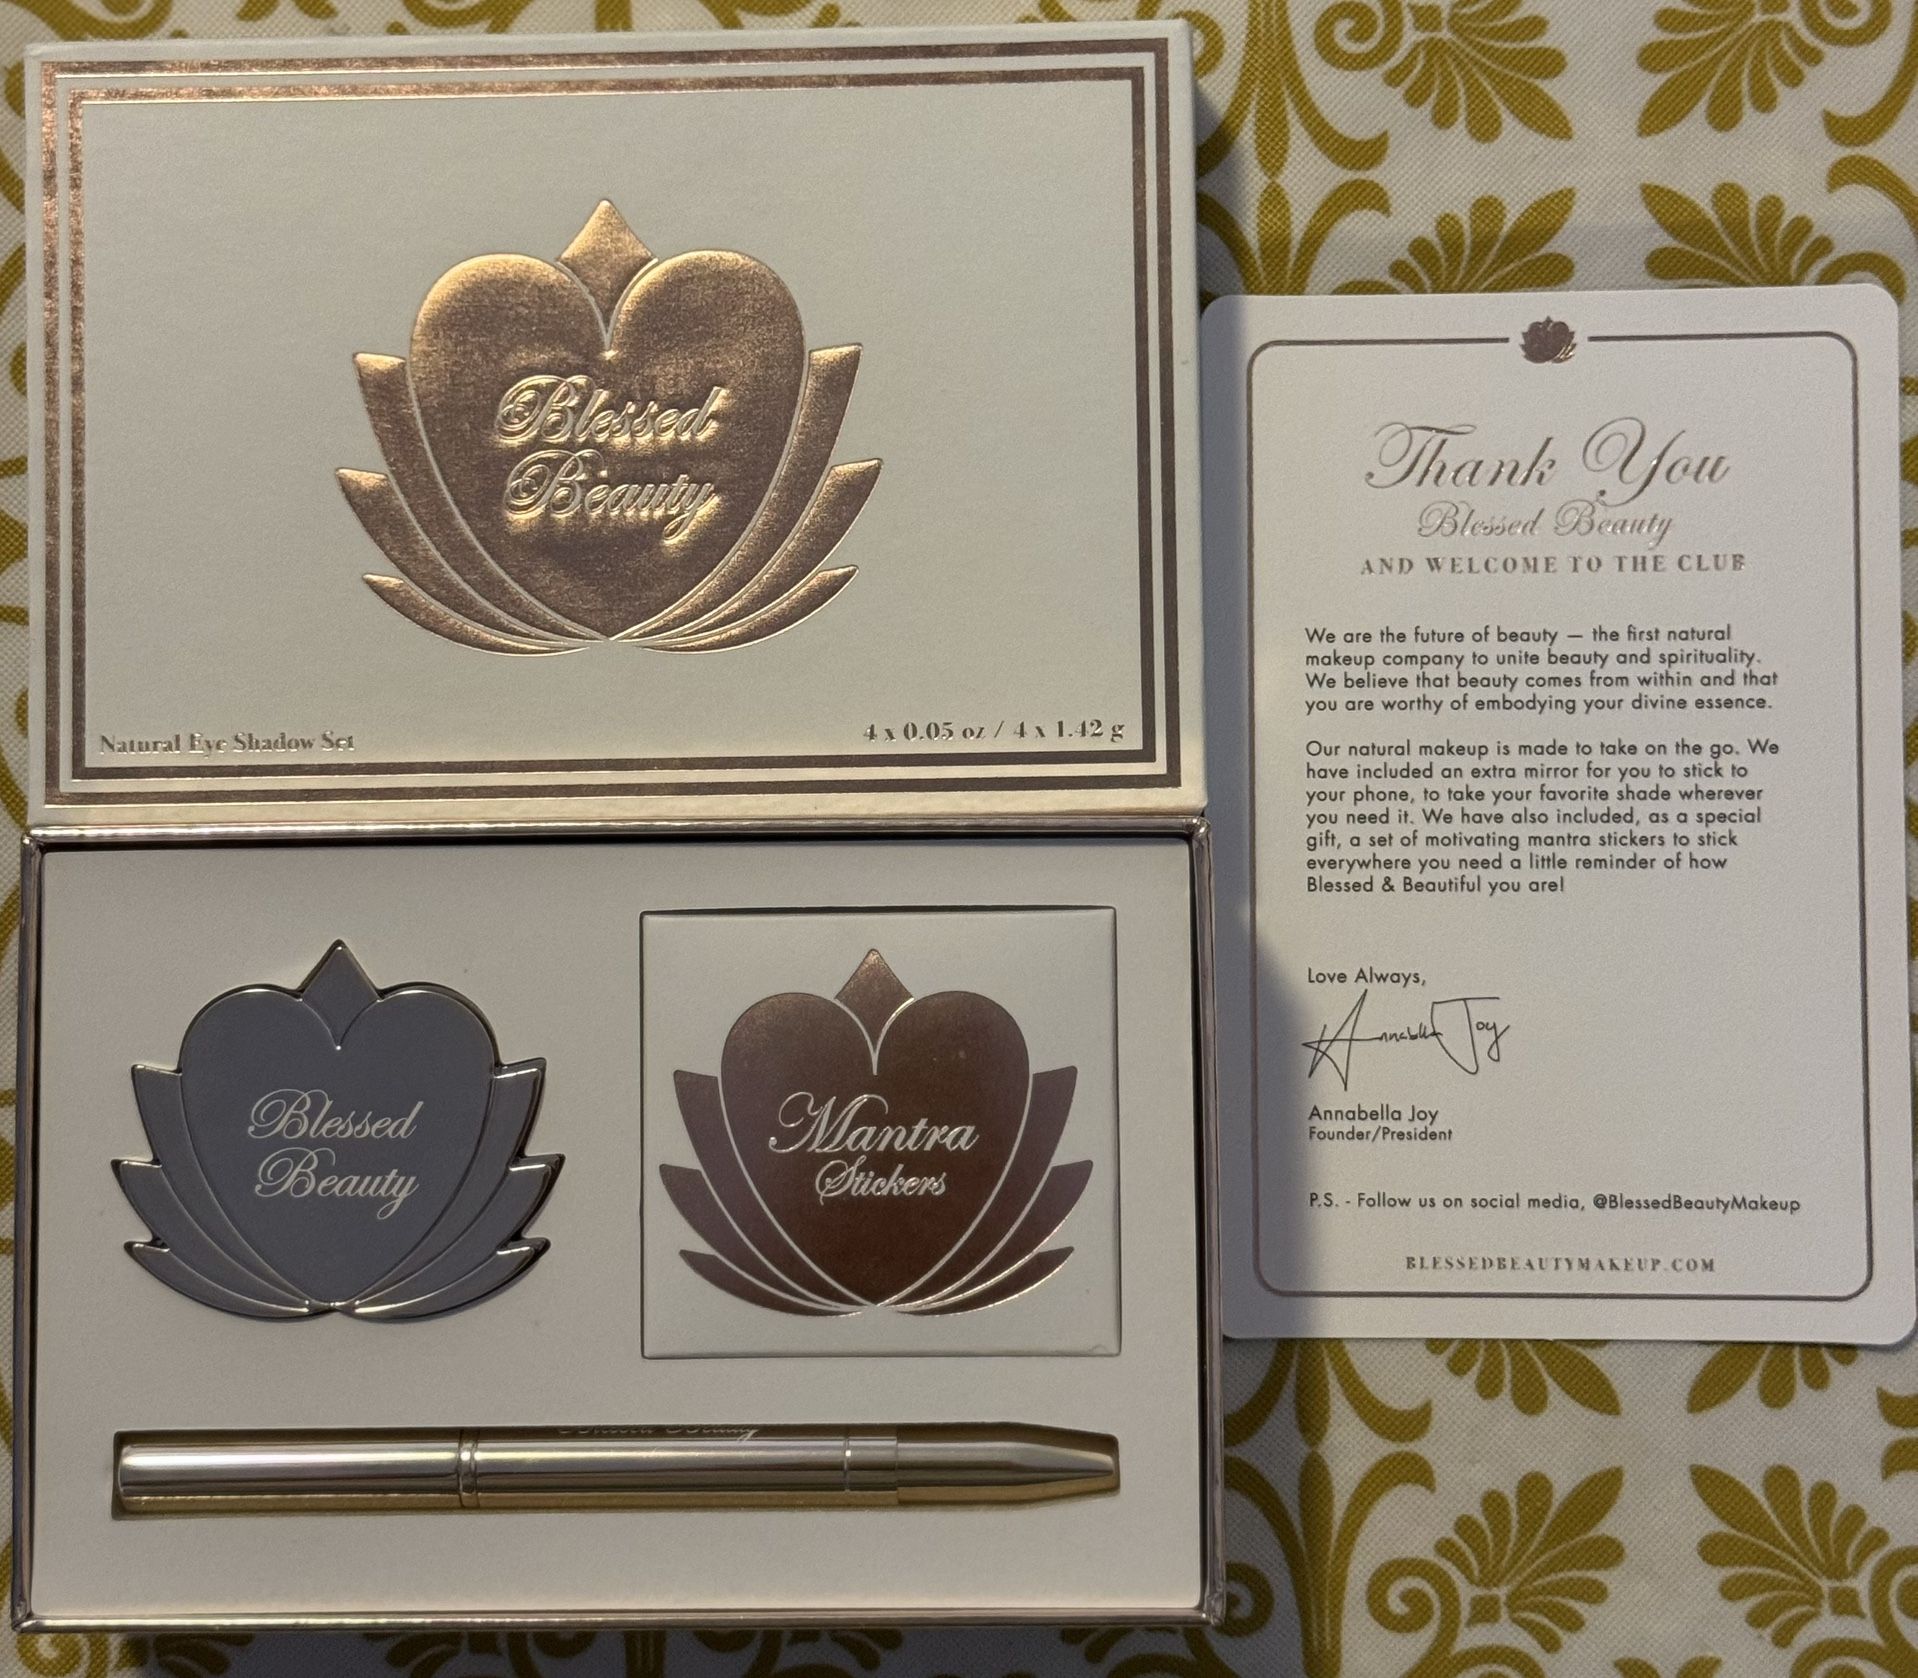 Blessed
Beauty
Natural Eye Shadow Set
4 x 0.05 oz / 4 x 1.42 g
Blessed
Beauty
Mantra
Stickers
Blessed Beauty
Thank You
Blessed Beauty
AND WELCOME TO THE CLUB
We are the future of beauty — the first natural
makeup company to unite beauty and spirituality.
We believe that beauty comes from within and that
you are worthy of embodying your divine essence.
Our natural makeup is made to take on the go. We
have included an extra mirror for you to stick to
your phone, to take your favorite shade wherever
you need it. We have also included, as a special
gift, a set of motivating mantra stickers to stick
everywhere you need a little reminder of how
Blessed & Beautiful you are!
Love Always,
Annabella Joy
Annabella Joy
Founder/President
P.S. - Follow us on social media, @BlessedBeautyMakeup
BLESSEDBEAUTYMAKEUP.COM